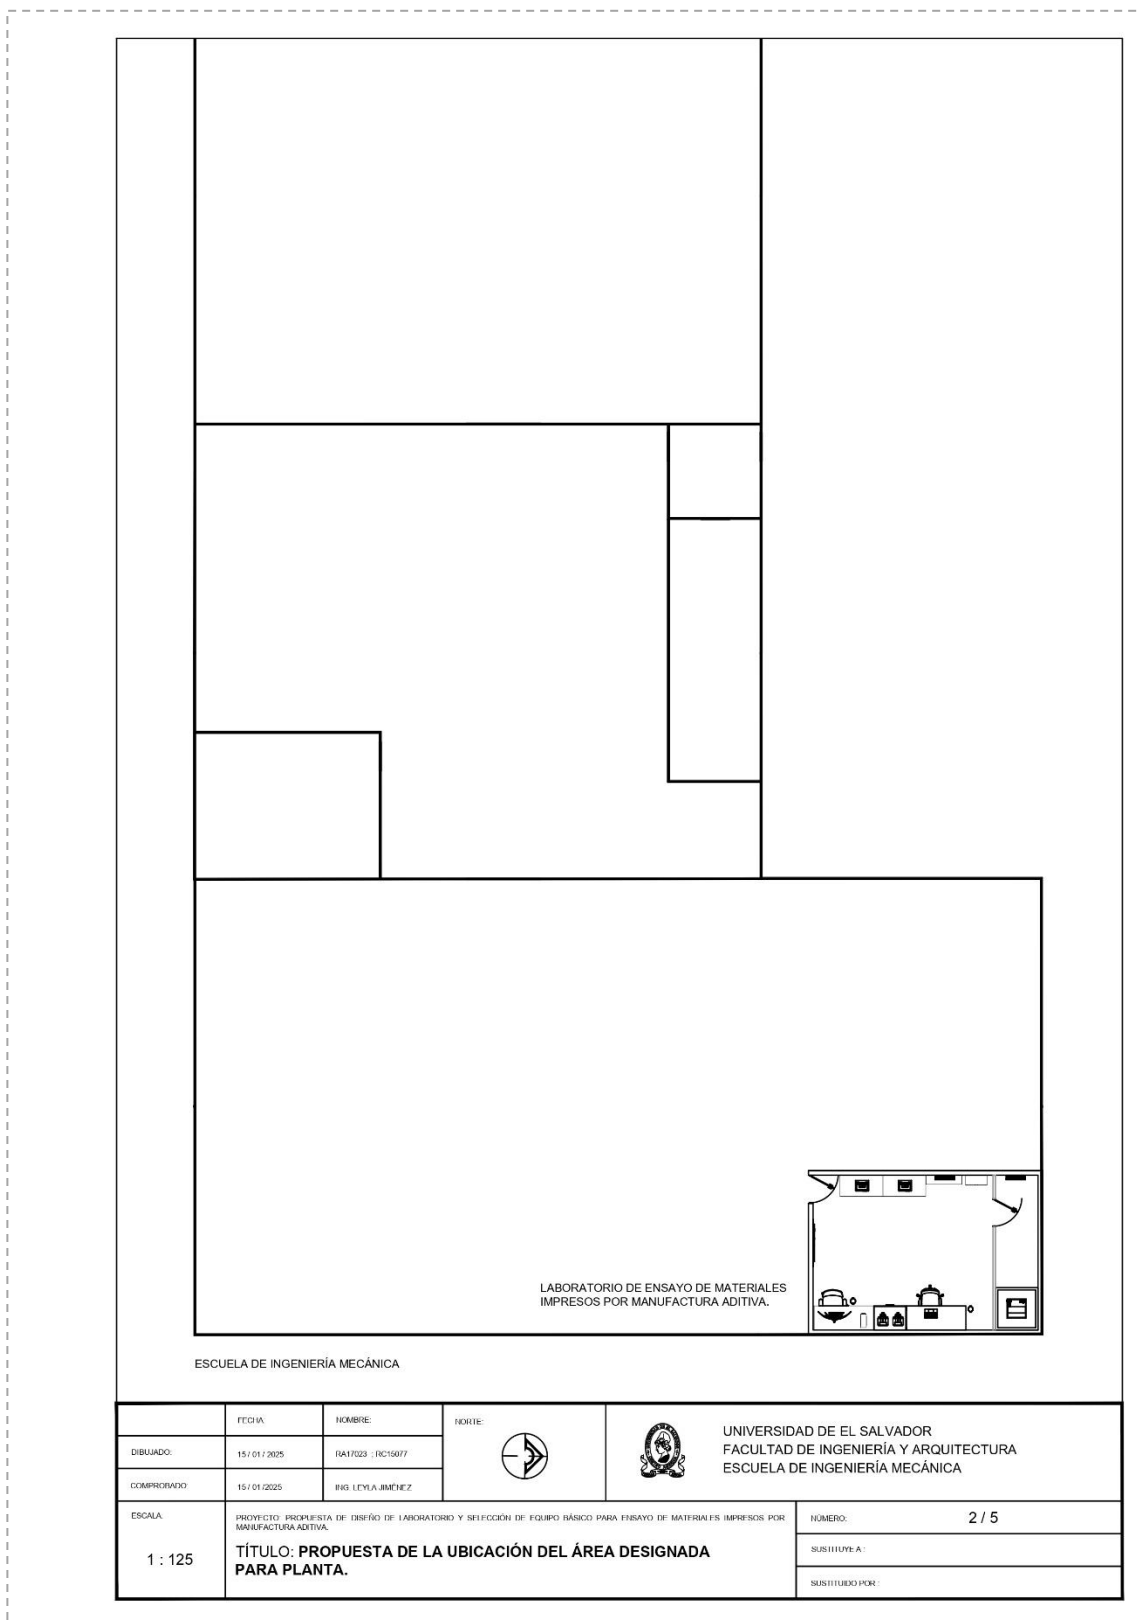 LABORATORIO DE ENSAYO DE MATERIALES
IMPRESOS POR MANUFACTURA ADITIVA.
ESCUELA DE INGENIERÍA MECÁNICA
FECHA
NOMBRE:
NORTE:
DIBUJADO:
15 / 01 / 2025
RA17023 ; RC15077
COMPROBADO:
15 / 01 /2025
ING. LEYLA JIMÉNEZ
UNIVERSIDAD DE EL SALVADOR
FACULTAD DE INGENIERÍA Y ARQUITECTURA
ESCUELA DE INGENIERÍA MECÁNICA
ESCALA:
1 : 125
PROYECTO: PROPUESTA DE DISEÑO DE LABORATORIO Y SELECCIÓN DE EQUIPO BÁSICO PARA ENSAYO DE MATERIALES IMPRESOS POR
MANUFACTURA ADITIVA.
TÍTULO: PROPUESTA DE LA UBICACIÓN DEL ÁREA DESIGNADA
PARA PLANTA.
NÚMERO:
2 / 5
SUSTITUYE A :
SUSTITUIDO POR :